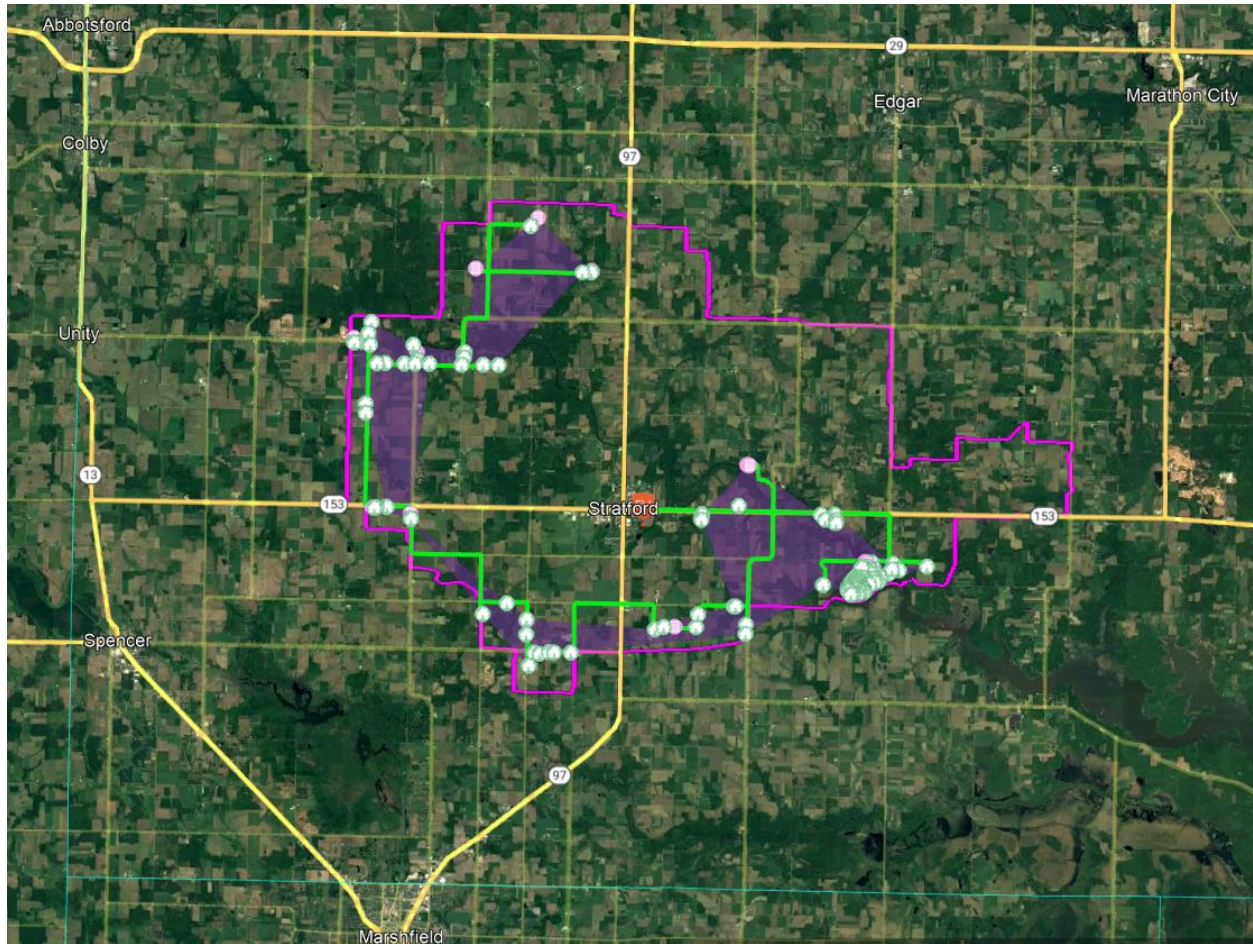 Abbotsford
29
Edgar
Marathon City
Colby
97
Unity
13
153
Stratford
153
Spencer
97
Marshfield